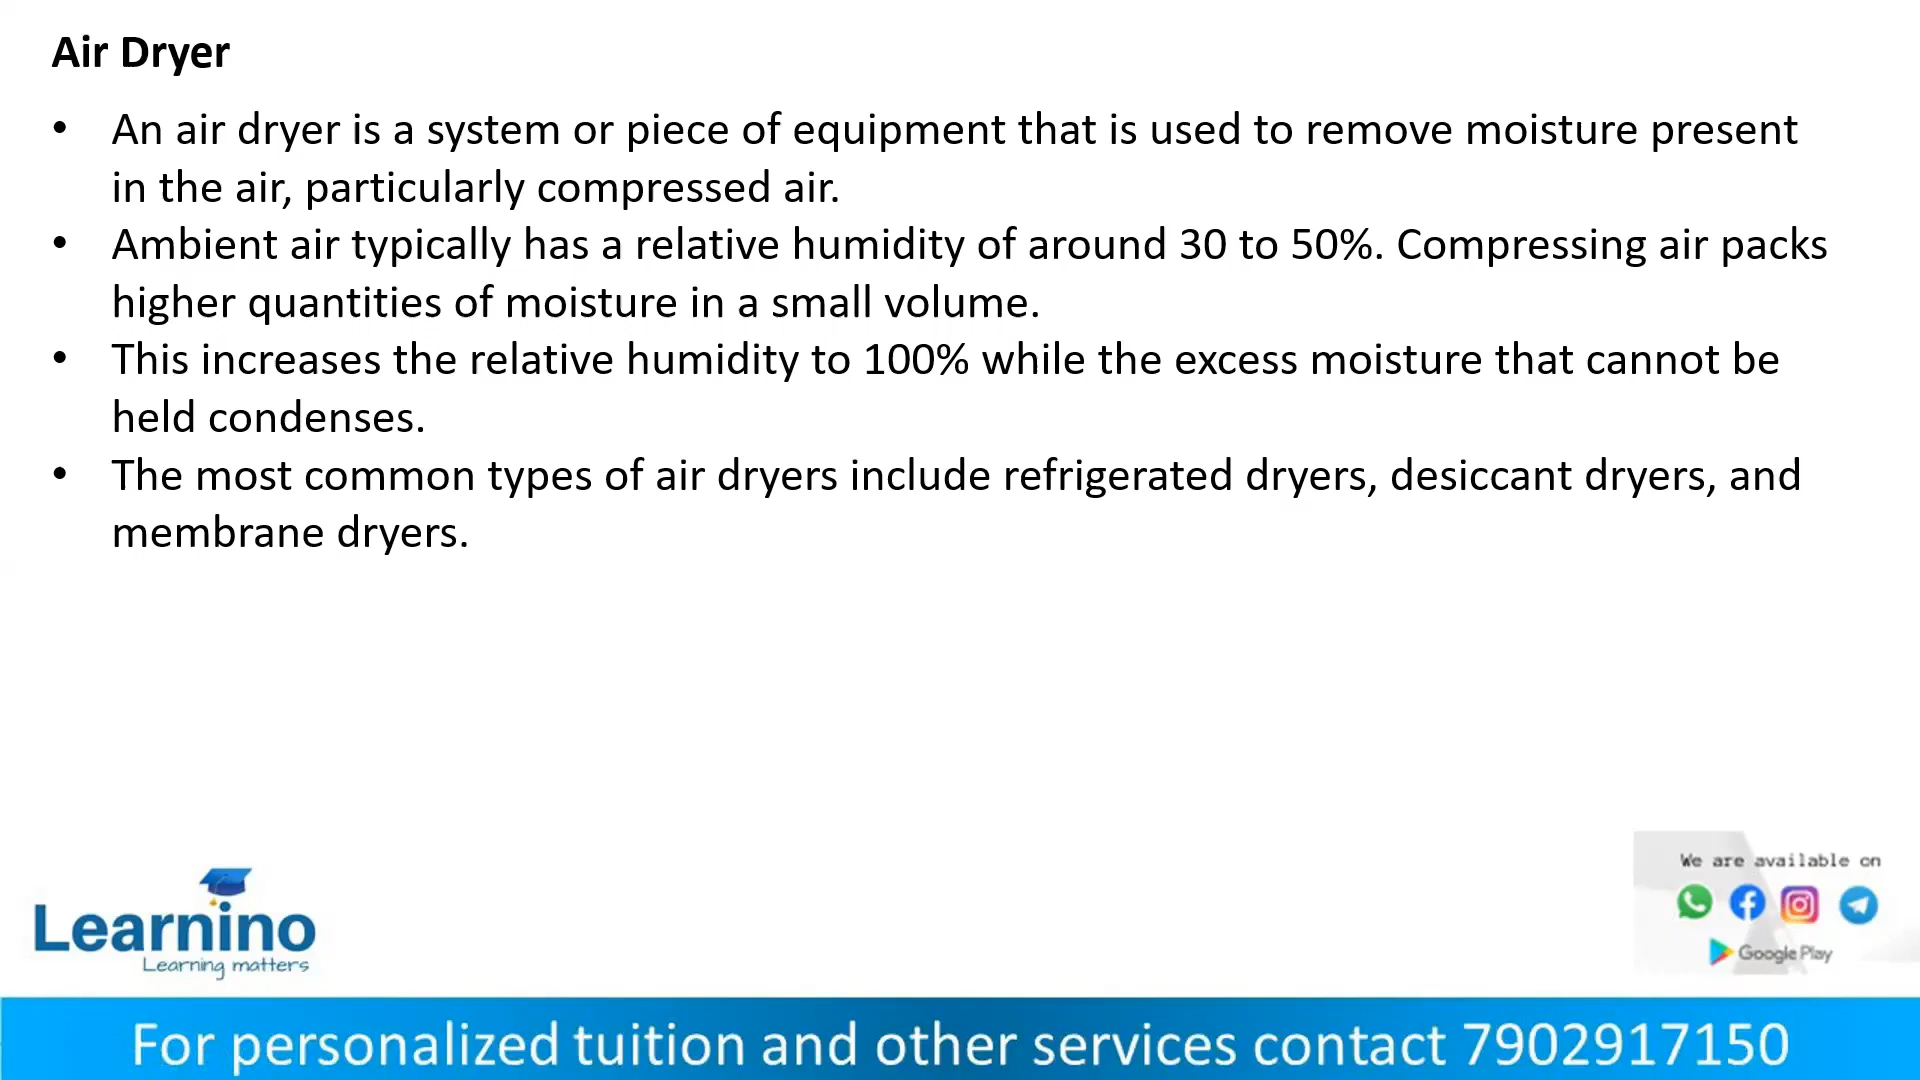 Air Dryer
• An air dryer is a system or piece of equipment that is used to remove moisture present
in the air, particularly compressed air.
• Ambient air typically has a relative humidity of around 30 to 50%. Compressing air packs
higher quantities of moisture in a small volume.
• This increases the relative humidity to 100% while the excess moisture that cannot be
held condenses.
• The most common types of air dryers include refrigerated dryers, desiccant dryers, and
membrane dryers.
We are available on
Google Play
Learnino
Learning matters
For personalized tuition and other services contact 7902917150